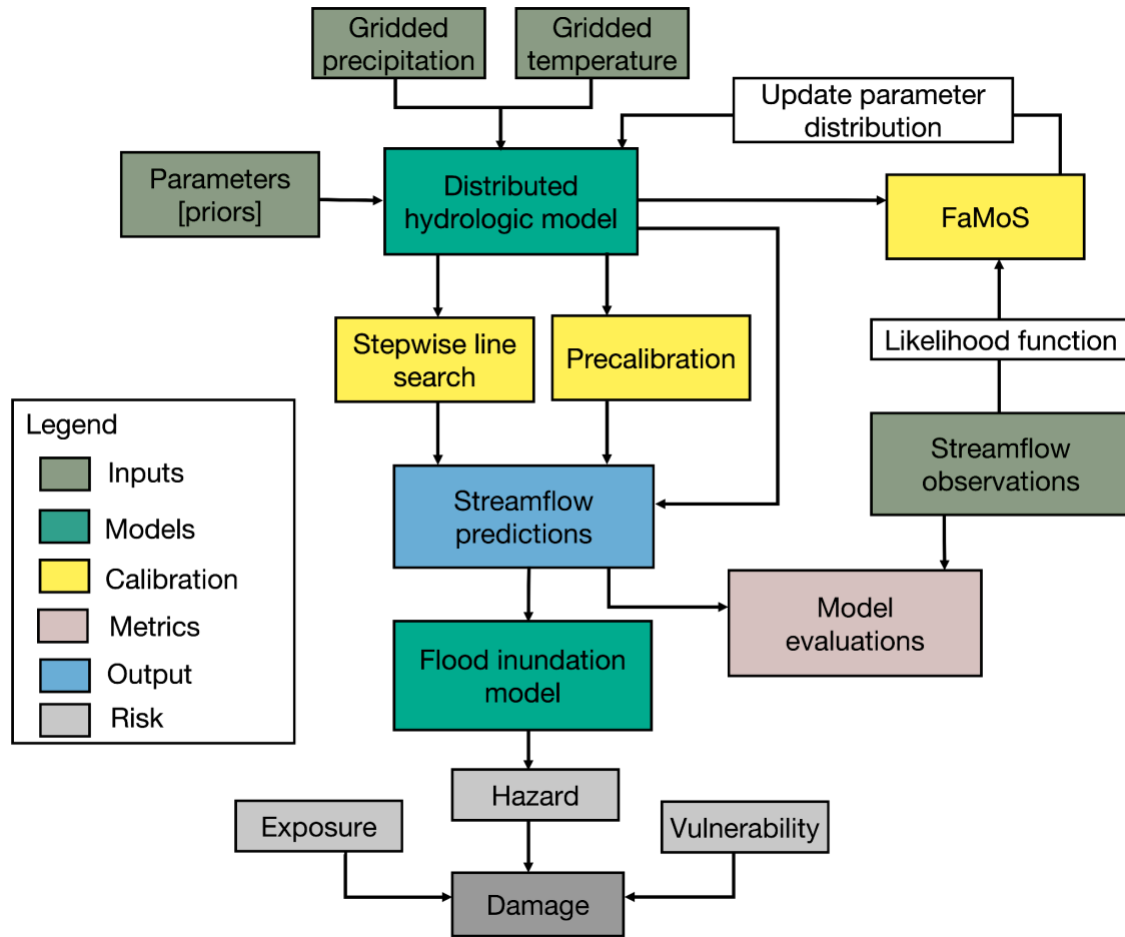 Gridded
precipitation
Gridded
temperature
Update parameter
distribution
Parameters
[priors]
Distributed
hydrologic model
FaMoS
Stepwise line
search
Precalibration
Likelihood function
Legend
Inputs
Models
Calibration
Metrics
Output
Risk
Streamflow
observations
Streamflow
predictions
Model
evaluations
Flood inundation
model
Hazard
Exposure
Vulnerability
Damage